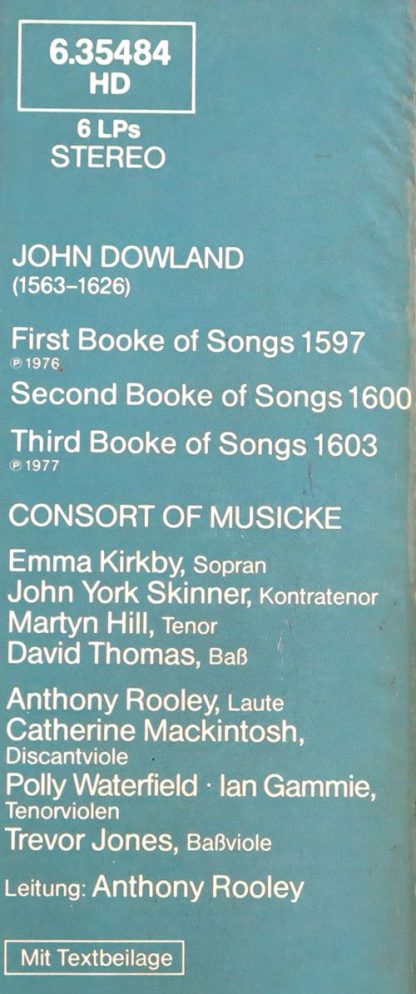 6.35484
HD
6 LPs
STEREO
JOHN DOWLAND
(1563–1626)
First Booke of Songs 1597
℗ 1976
Second Booke of Songs 1600
Third Booke of Songs 1603
℗ 1977
CONSORT OF MUSICKE
Emma Kirkby, Sopran
John York Skinner, Kontratenor
Martyn Hill, Tenor
David Thomas, Baß
Anthony Rooley, Laute
Catherine Mackintosh,
Discantviole
Polly Waterfield · Ian Gammie,
Tenorviolen
Trevor Jones, Baßviole
Leitung: Anthony Rooley
Mit Textbeilage